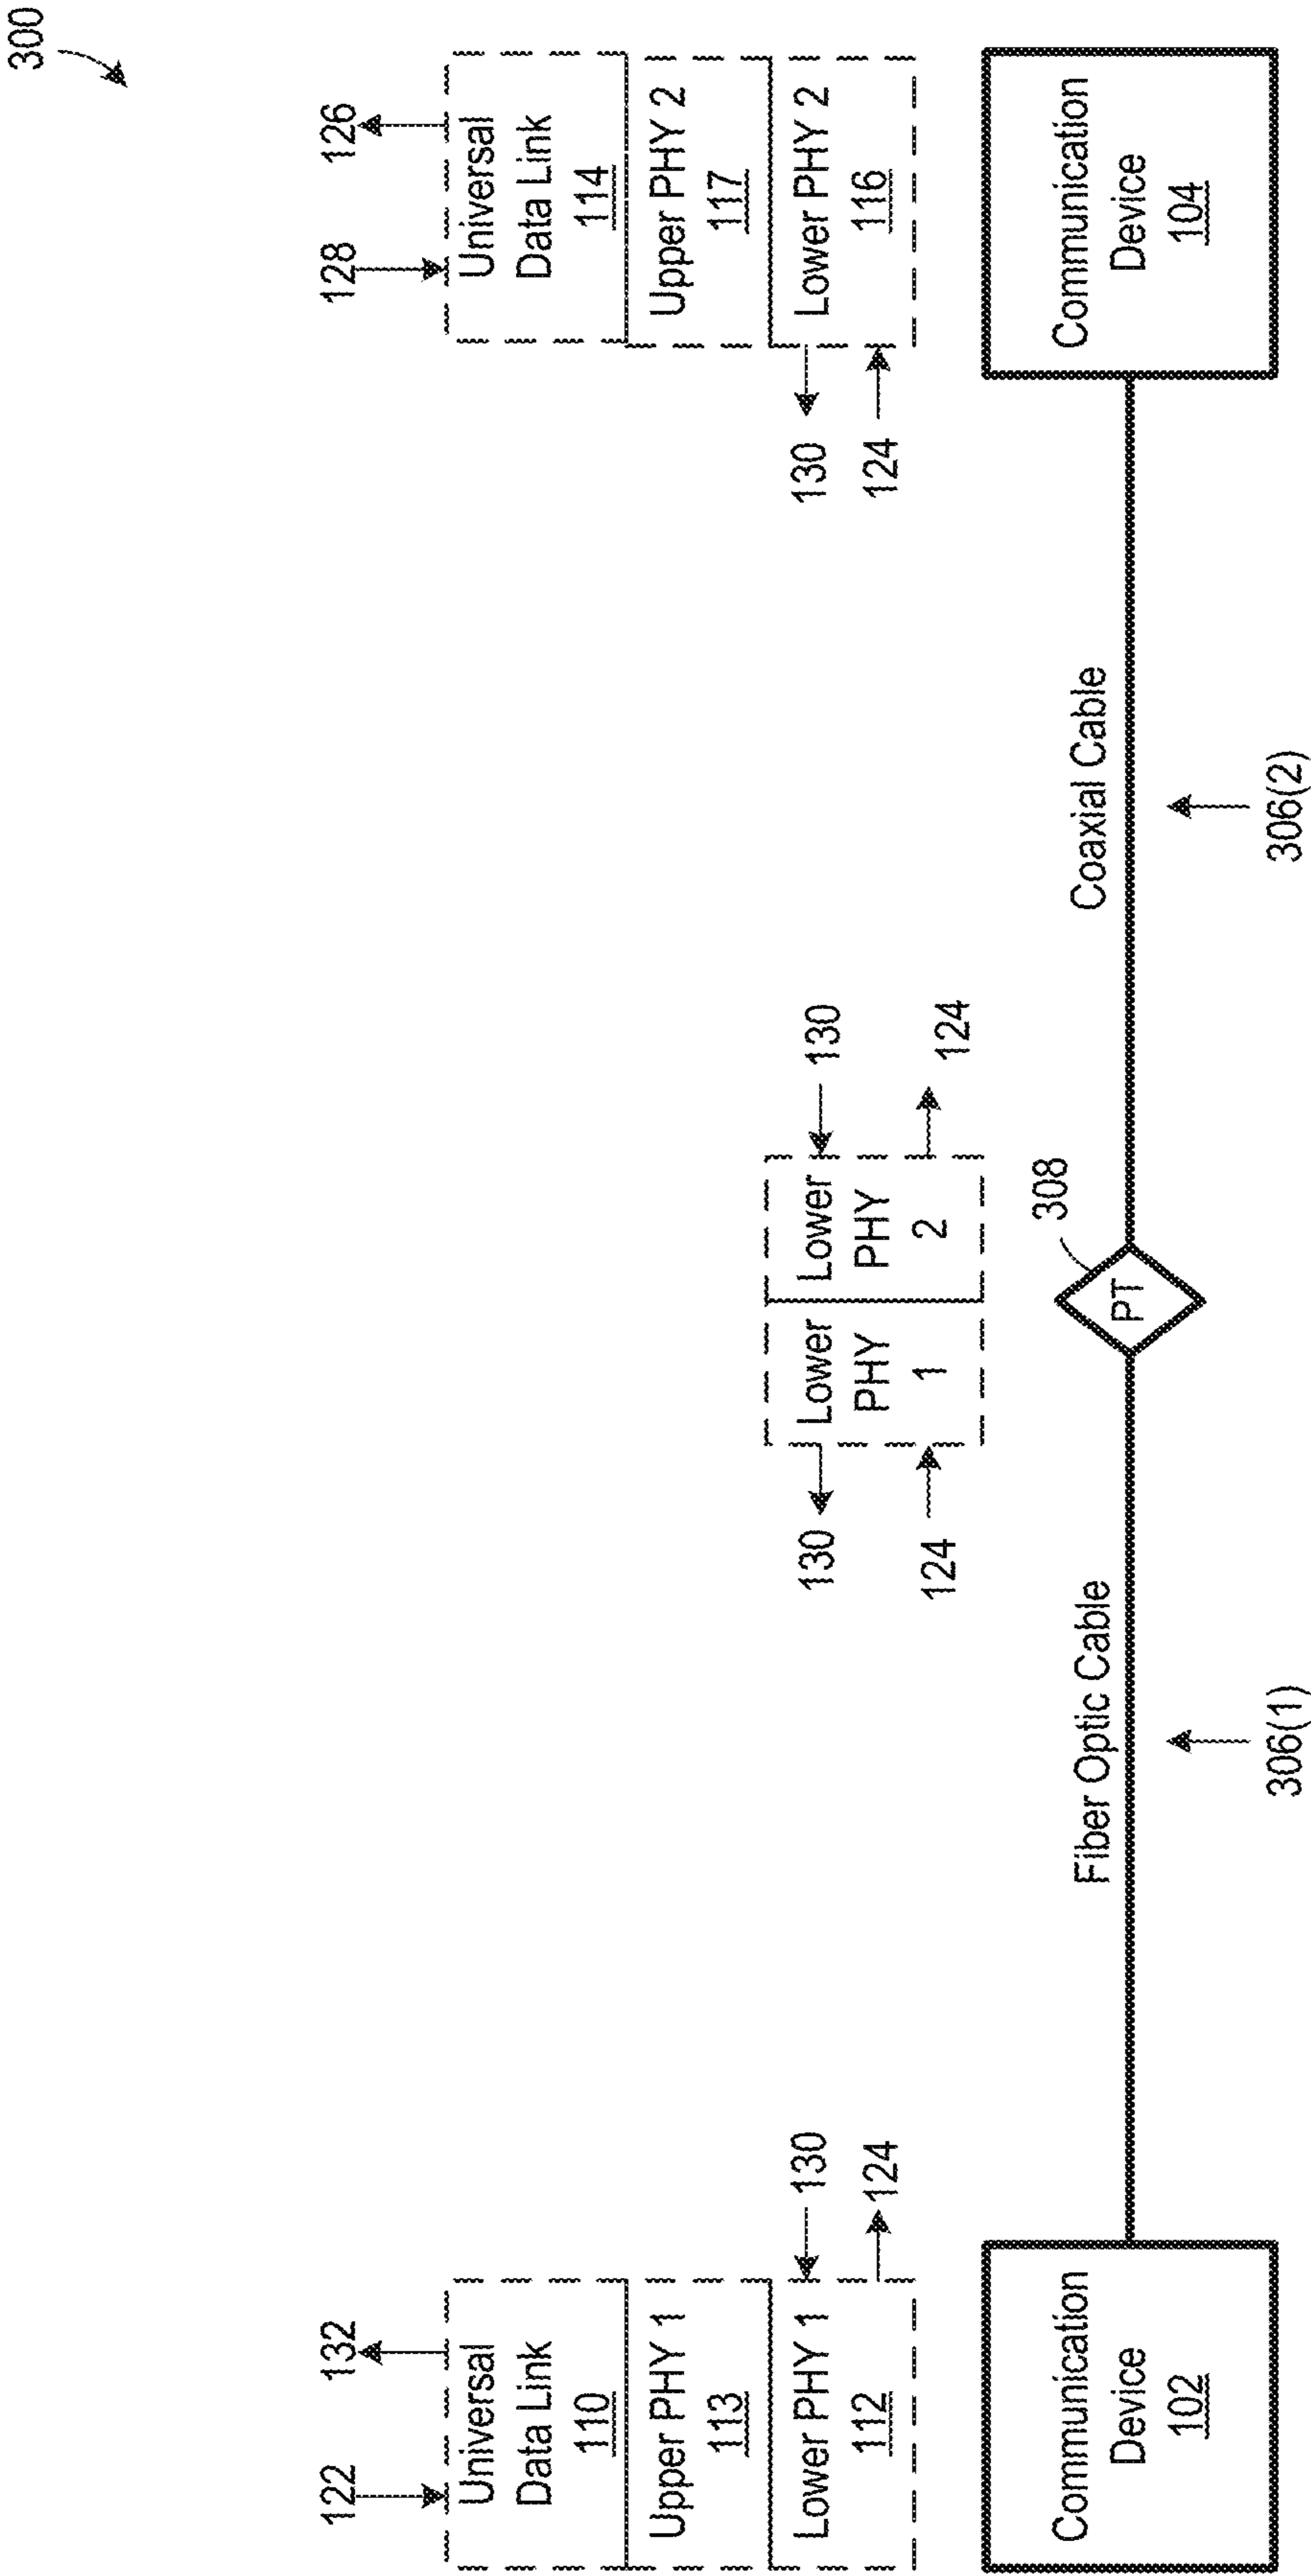 300
122
132
128
126
Universal
Data Link
110
Upper PHY 1
113
Lower PHY 1
112
130
124
130
124
Lower
PHY
1
Lower
PHY
2
130
124
130
124
Universal
Data Link
114
Upper PHY 2
117
Lower PHY 2
116
Communication
Device
102
Fiber Optic Cable
306(1)
PT
308
Coaxial Cable
306(2)
Communication
Device
104